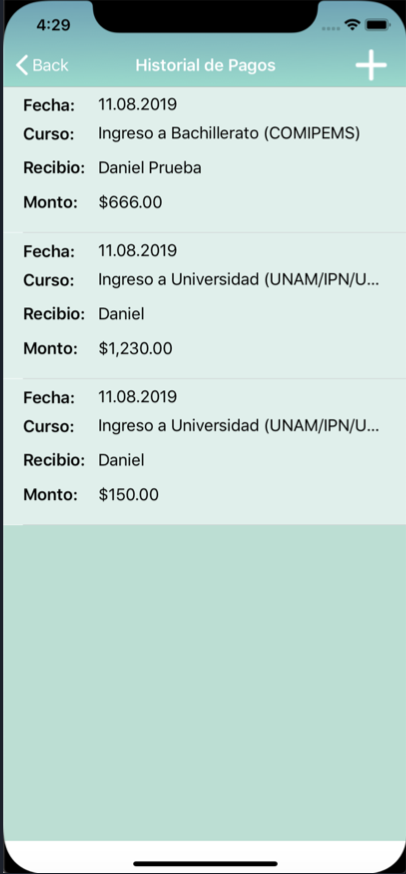 4:29
Back Historial de Pagos
Fecha: 11.08.2019
Curso: Ingreso a Bachillerato (COMIPEMS)
Recibio: Daniel Prueba
Monto: $666.00
Fecha: 11.08.2019
Curso: Ingreso a Universidad (UNAM/IPN/U...
Recibio: Daniel
Monto: $1,230.00
Fecha: 11.08.2019
Curso: Ingreso a Universidad (UNAM/IPN/U...
Recibio: Daniel
Monto: $150.00